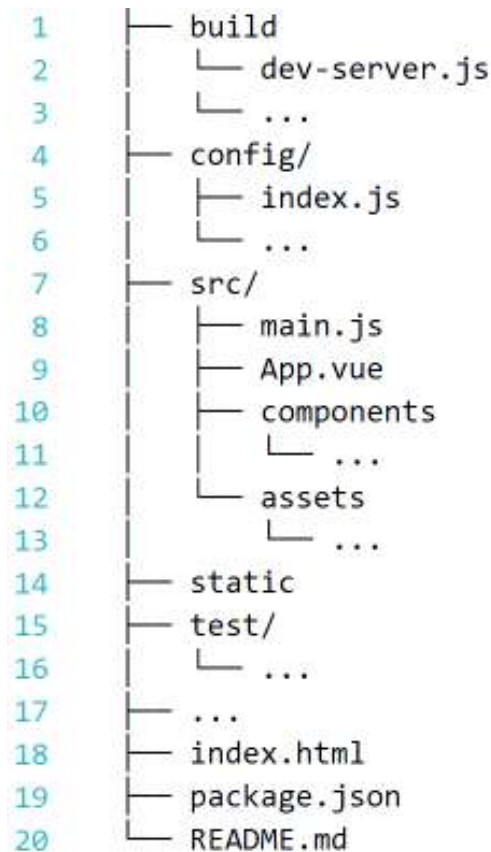 1 ├── build
2 │   └── dev-server.js
3 │   └── ...
4 ├── config/
5 │   ├── index.js
6 │   └── ...
7 ├── src/
8 │   ├── main.js
9 │   ├── App.vue
10 │   ├── components
11 │   │   └── ...
12 │   └── assets
13 │       └── ...
14 ├── static
15 ├── test/
16 │   └── ...
17 ├── ...
18 ├── index.html
19 ├── package.json
20 └── README.md